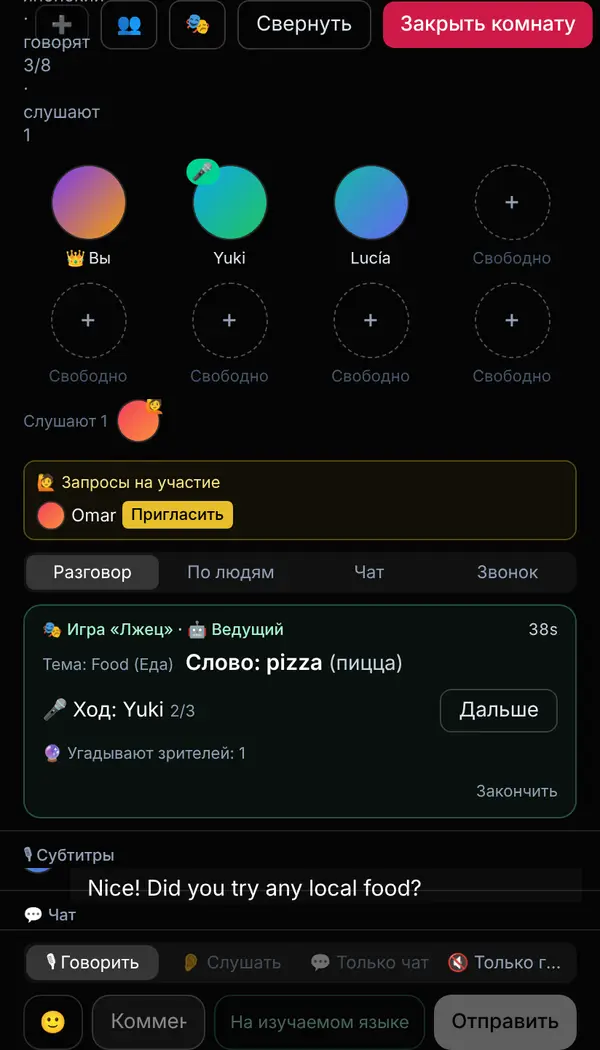 говорят
3/8
·
слушают
1
Свернуть
Закрыть комнату
Вы
Yuki
Lucía
Свободно
Свободно
Свободно
Свободно
Свободно
Слушают 1
Запросы на участие
Omar Пригласить
Разговор По людям Чат Звонок
Игра «Лжец» · Ведущий 38s
Тема: Food (Еда) Слово: pizza (пицца)
Ход: Yuki 2/3 Дальше
Угадывают зрителей: 1
Закончить
Субтитры
Nice! Did you try any local food?
Чат
Говорить Слушать Только чат Только г...
Коммен На изучаемом языке Отправить